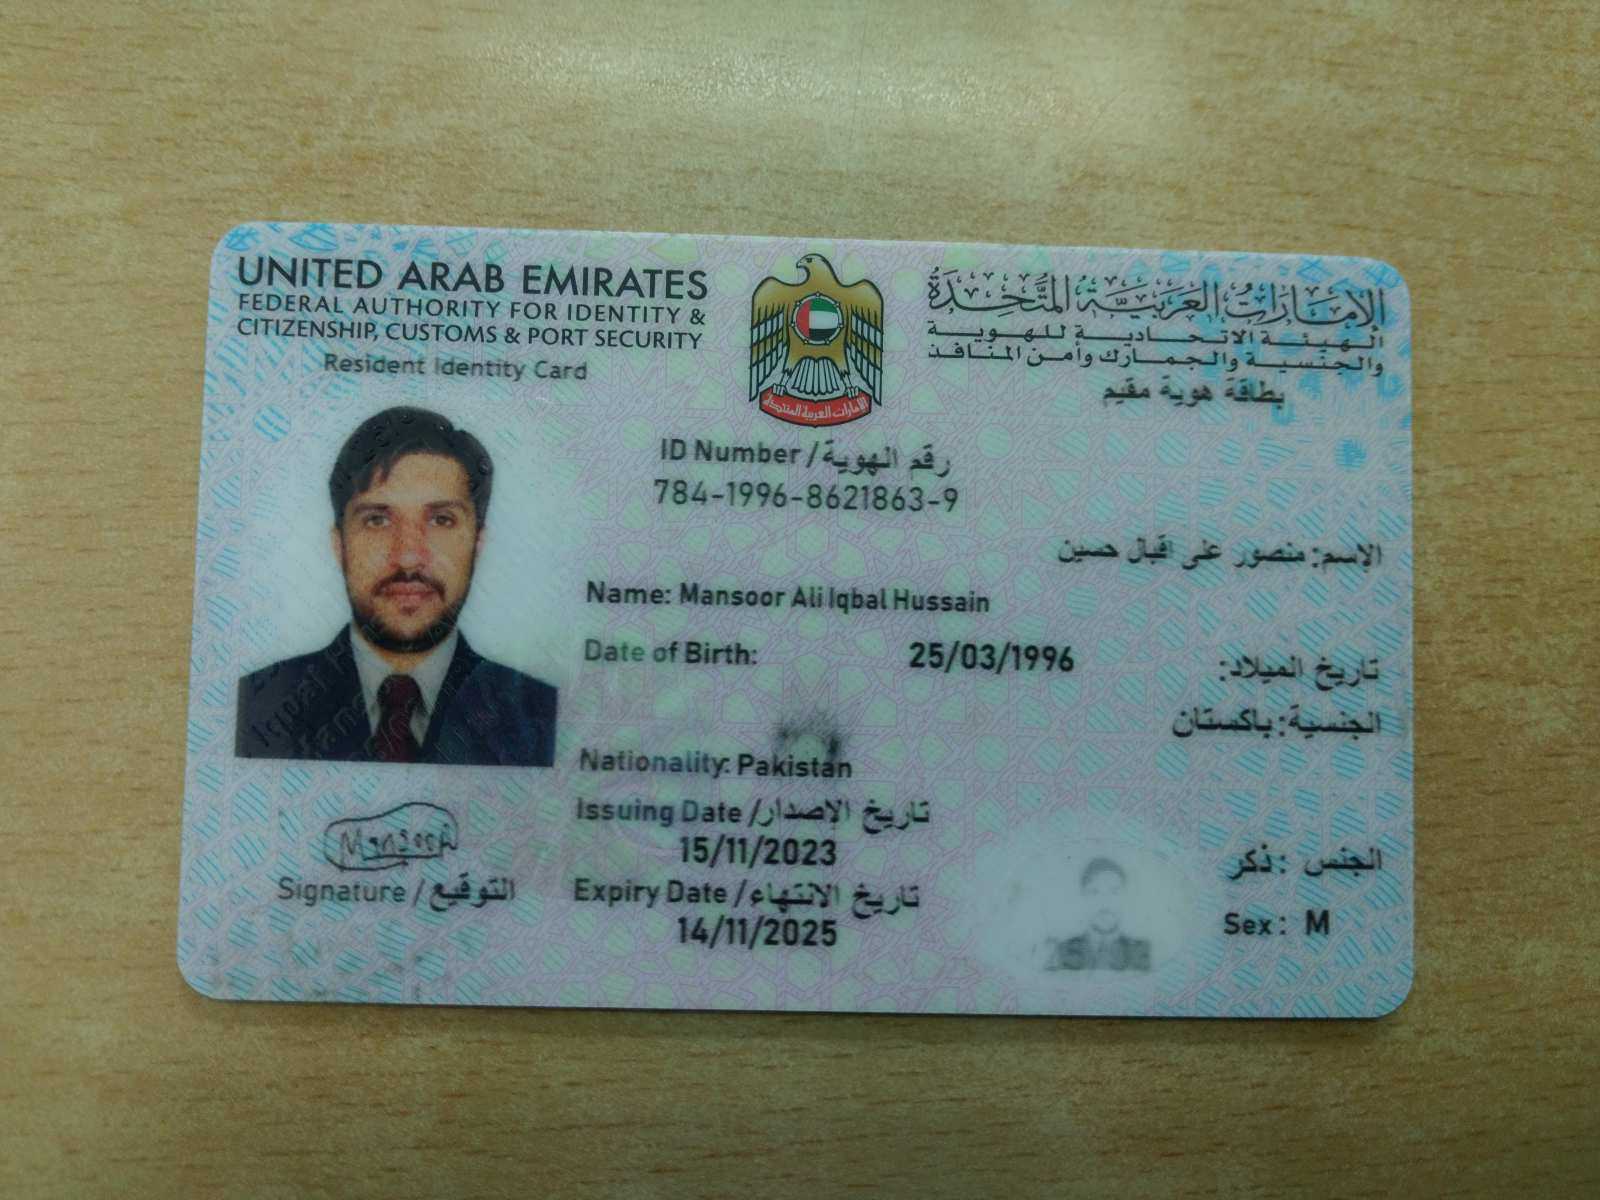 UNITED ARAB EMIRATES
FEDERAL AUTHORITY FOR IDENTITY &
CITIZENSHIP, CUSTOMS & PORT SECURITY
Resident Identity Card
الإمارات العربية المتحدة
الهيئة الاتحادية للهوية
والجنسية والجمارك وأمن المنافذ
بطاقة هوية مقيم
الإمارات العربية المتحدة
ID Number / رقم الهوية
784-1996-8621863-9
الإسم: منصور على اقبال حسين
Name: Mansoor Ali Iqbal Hussain
Date of Birth: 25/03/1996 تاريخ الميلاد:
الجنسية: باكستان
Nationality: Pakistan
Issuing Date / تاريخ الإصدار
15/11/2023
Expiry Date / تاريخ الانتهاء
14/11/2025
Mansoor
Signature / التوقيع
الجنس : ذكر
Sex : M